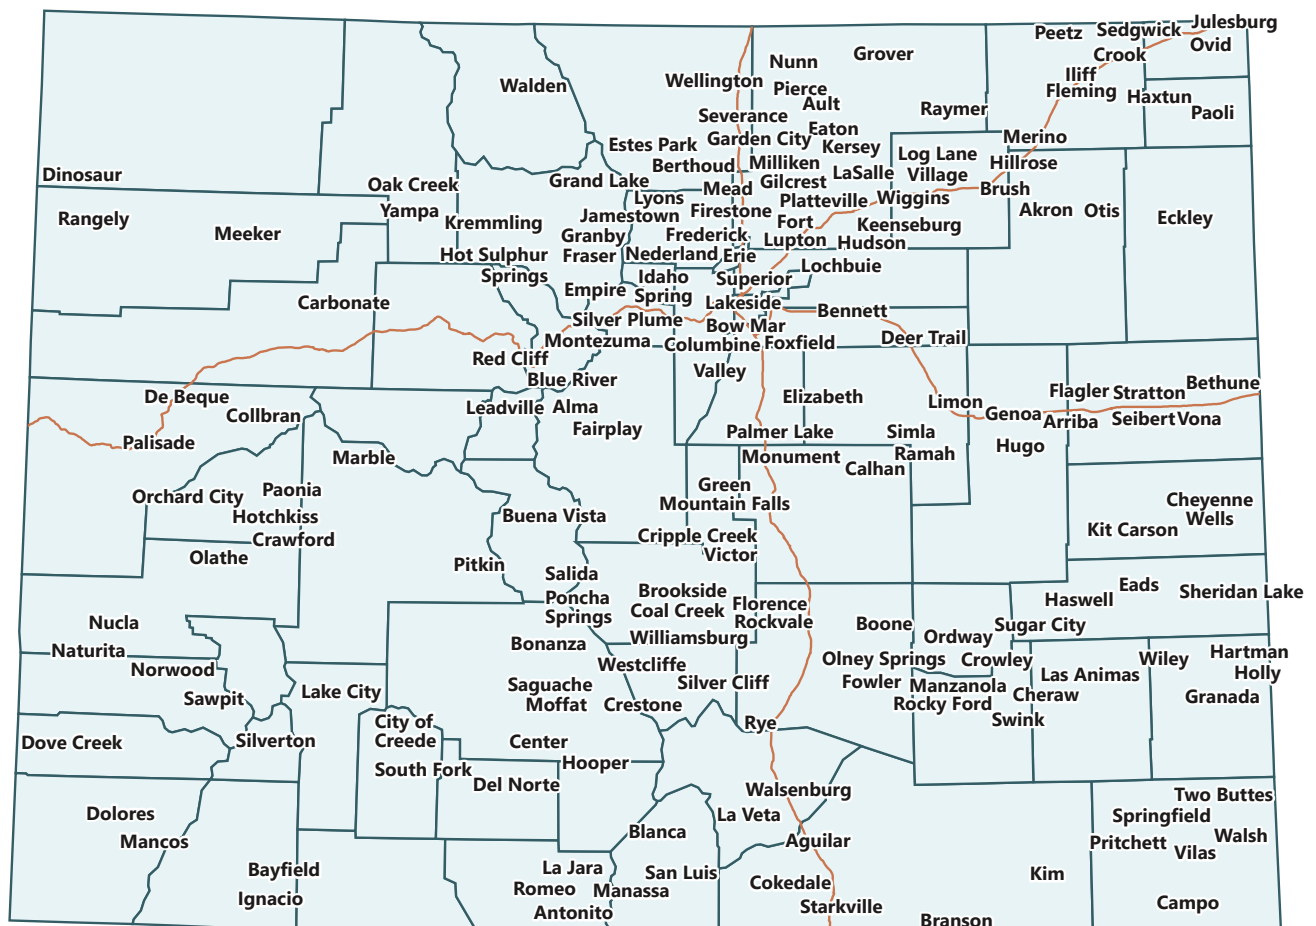 Julesburg
Peetz
Sedgwick
Ovid
Crook
Nunn
Grover
Iliff
Fleming
Wellington
Walden
Pierce
Ault
Haxtun
Raymer
Paoli
Severance
Eaton
Garden City
Kersey
Merino
Estes Park
Log Lane
Village
Berthoud
Milliken
LaSalle
Hillrose
Dinosaur
Oak Creek
Grand Lake
Mead
Gilcrest
Brush
Lyons
Platteville
Wiggins
Yampa
Jamestown
Firestone
Akron
Otis
Rangely
Kremmling
Fort
Lupton
Keenseburg
Eckley
Meeker
Granby
Frederick
Hudson
Hot Sulphur
Springs
Fraser
Nederland
Erie
Lochbuie
Idaho
Spring
Superior
Empire
Carbonate
Lakeside
Bennett
Silver Plume
Bow Mar
Montezuma
Columbine
Valley
Foxfield
Deer Trail
Red Cliff
Blue River
De Beque
Elizabeth
Flagler
Stratton
Bethune
Collbran
Leadville
Alma
Limon
Genoa
Arriba
Seibert
Vona
Fairplay
Palisade
Palmer Lake
Simla
Hugo
Marble
Monument
Ramah
Calhan
Orchard City
Paonia
Green
Mountain Falls
Cheyenne
Wells
Hotchkiss
Buena Vista
Kit Carson
Crawford
Cripple Creek
Olathe
Victor
Pitkin
Salida
Eads
Brookside
Sheridan Lake
Poncha
Springs
Coal Creek
Florence
Haswell
Nucla
Rockvale
Boone
Sugar City
Bonanza
Williamsburg
Ordway
Naturita
Hartman
Norwood
Westcliffe
Olney Springs
Crowley
Wiley
Holly
Las Animas
Sawpit
Lake City
Saguache
Silver Cliff
Fowler
Manzanola
Cheraw
Granada
Moffat
Crestone
Rocky Ford
City of
Creede
Rye
Swink
Dove Creek
Silverton
Center
Hooper
South Fork
Del Norte
Walsenburg
Two Buttes
Dolores
La Veta
Springfield
Mancos
Blanca
Aguilar
Pritchett
Walsh
Vilas
Bayfield
La Jara
San Luis
Kim
Ignacio
Romeo
Manassa
Cokedale
Antonito
Starkville
Campo
Branson